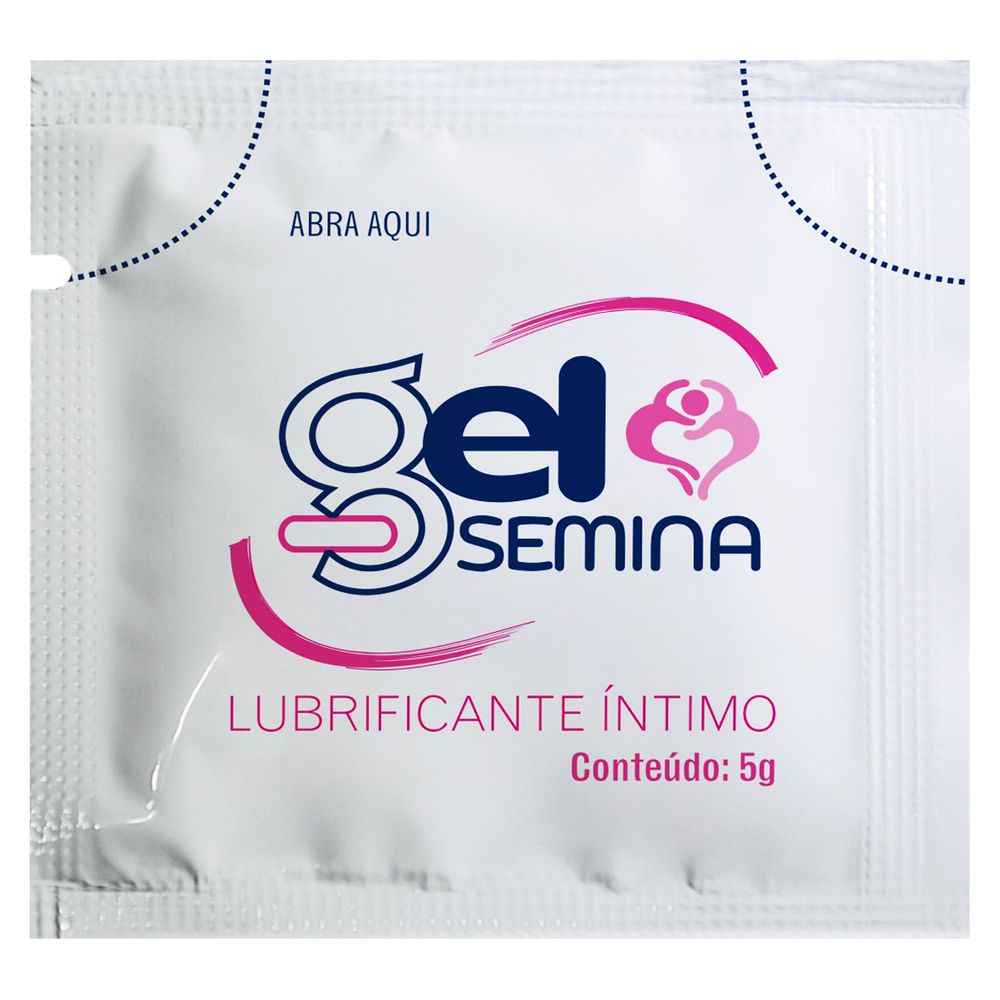 ABRA AQUI
gel
SEMINA
LUBRIFICANTE ÍNTIMO
Conteúdo: 5g